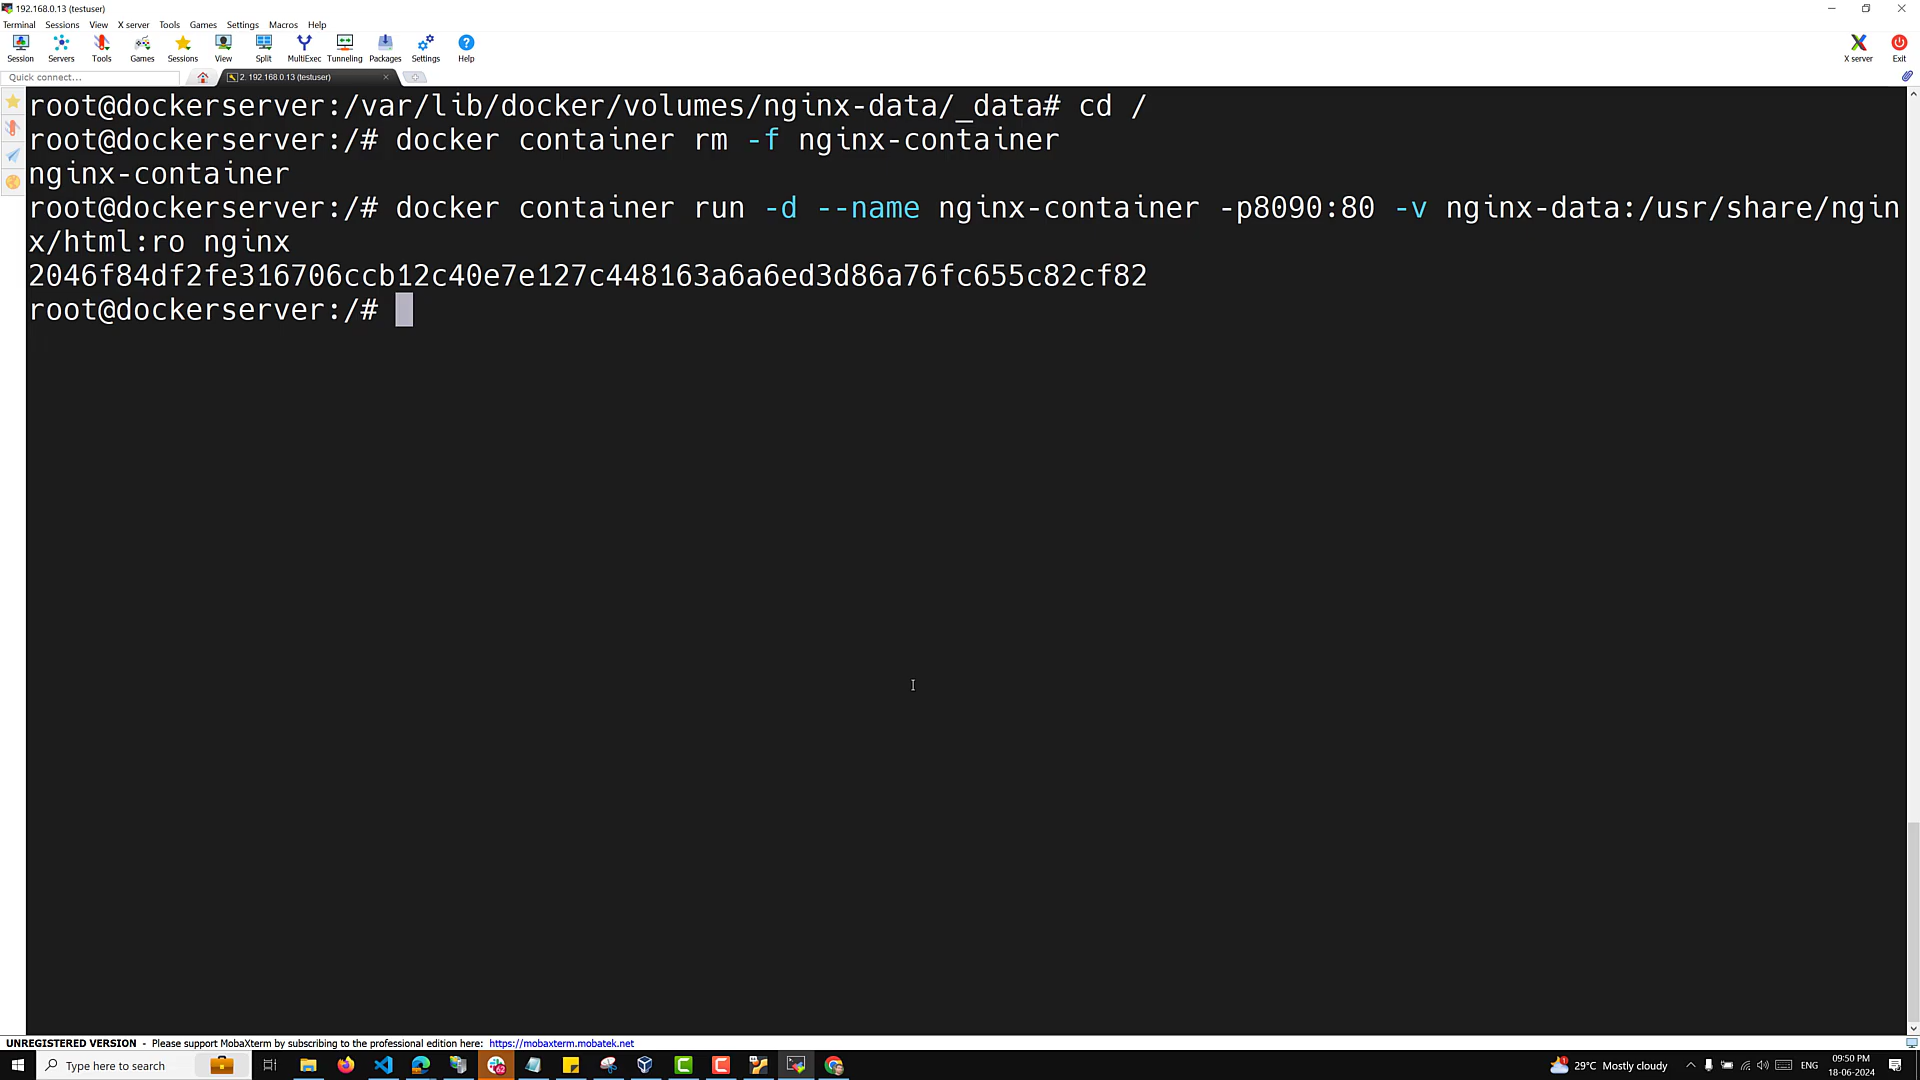 192.168.0.13 (testuser)
Terminal Sessions View X server Tools Games Settings Macros Help
Session Servers Tools Games Sessions View Split MultiExec Tunneling Packages Settings Help X server Exit
Quick connect... 2. 192.168.0.13 (testuser)
root@dockerserver:/var/lib/docker/volumes/nginx-data/_data# cd /
root@dockerserver:/# docker container rm -f nginx-container
nginx-container
root@dockerserver:/# docker container run -d --name nginx-container -p8090:80 -v nginx-data:/usr/share/ngin
x/html:ro nginx
2046f84df2fe316706ccb12c40e7e127c448163a6a6ed3d86a76fc655c82cf82
root@dockerserver:/#
UNREGISTERED VERSION - Please support MobaXterm by subscribing to the professional edition here: https://mobaxterm.mobatek.net
Type here to search 62 1 29°C Mostly cloudy ENG 09:50 PM
18-06-2024